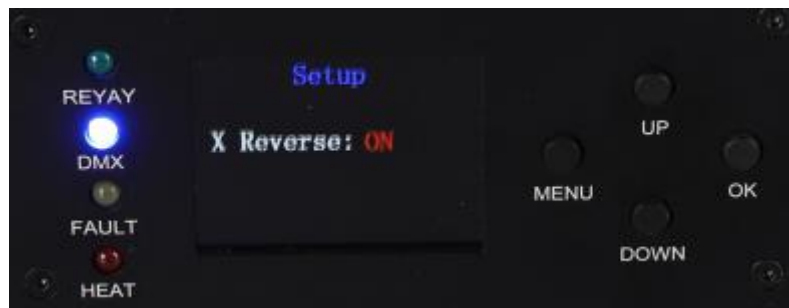 REYAY
DMX
FAULT
HEAT
Setup
X Reverse: ON
MENU
UP
DOWN
OK